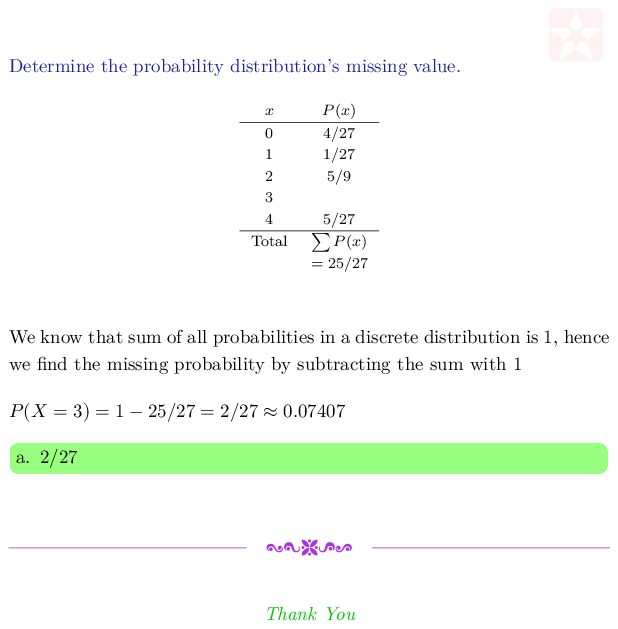 Determine the probability distribution's missing value.
x P(x)
0 4/27
1 1/27
2 5/9
3
4 5/27
Total ∑ P(x)
= 25/27
We know that sum of all probabilities in a discrete distribution is 1, hence
we find the missing probability by subtracting the sum with 1
P(X = 3) = 1 − 25/27 = 2/27 ≈ 0.07407
a. 2/27
Thank You